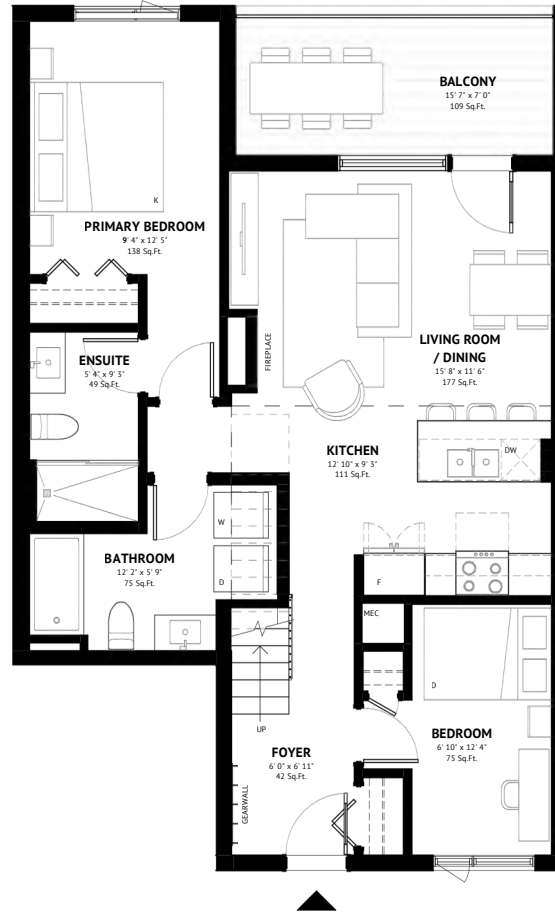 BALCONY
15' 7" x 7' 0"
109 Sq.Ft.
K
PRIMARY BEDROOM
9' 4" x 12' 5"
138 Sq.Ft.
ENSUITE
5' 4" x 9' 3"
49 Sq.Ft.
FIREPLACE
LIVING ROOM
/ DINING
15' 8" x 11' 6"
177 Sq.Ft.
KITCHEN
12' 10" x 9' 3"
111 Sq.Ft.
DW
W
D
BATHROOM
12' 2" x 5' 9"
75 Sq.Ft.
F
MEC
D
UP
FOYER
6' 0" x 6' 11"
42 Sq.Ft.
BEDROOM
6' 10" x 12' 4"
75 Sq.Ft.
GEARWALL